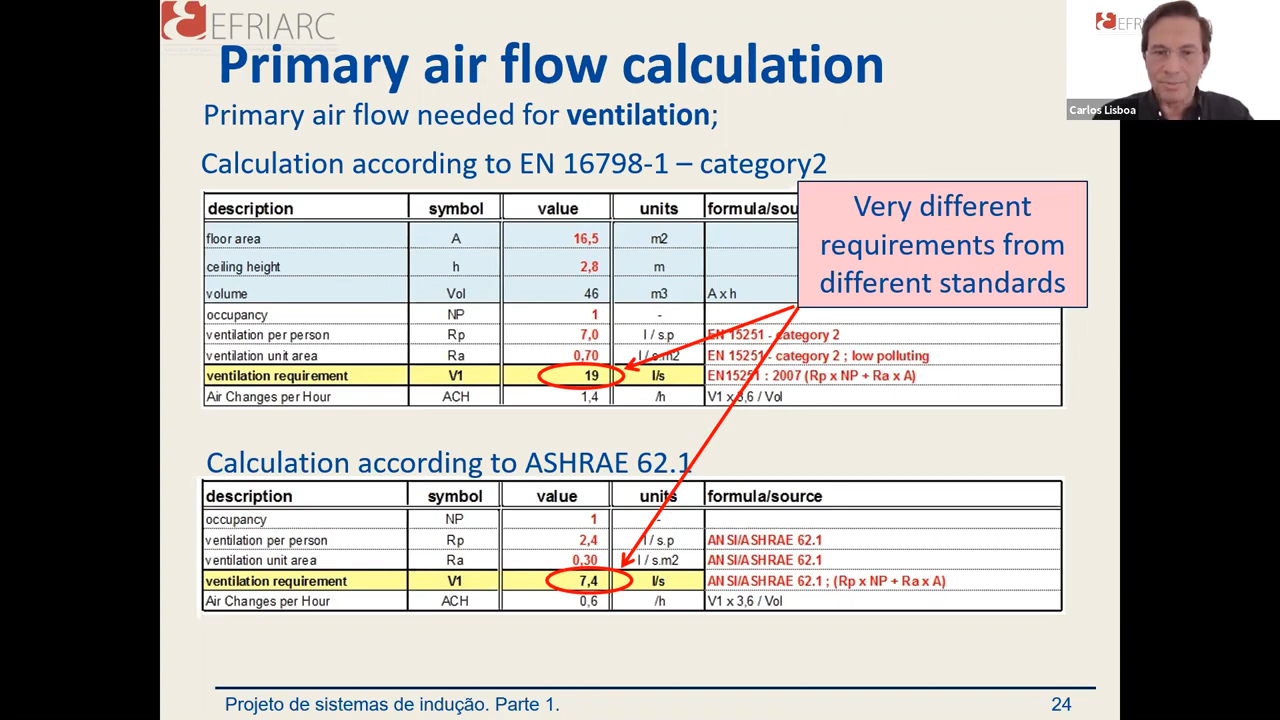 EFRIARC
Primary air flow calculation
Primary air flow needed for ventilation;
Calculation according to EN 16798-1 – category2
Very different
requirements from
different standards
description symbol value units
floor area A 16,5 m2
ceiling height h 2,8 m
volume Vol 46 m3 A x h
occupancy NP 1 -
ventilation per person Rp 7,0 l / s.p EN 15251 - category 2
ventilation unit area Ra 0,70 l / s.m2 EN 15251 - category 2 ; low polluting
ventilation requirement V1 19 l/s EN15251 : 2007 (Rp x NP + Ra x A)
Air Changes per Hour ACH 1,4 /h V1 x 3,6 / Vol
Calculation according to ASHRAE 62.1
description symbol value units formula/source
occupancy NP 1 -
ventilation per person Rp 2,4 l / s.p ANSI/ASHRAE 62.1
ventilation unit area Ra 0,30 l / s.m2 ANSI/ASHRAE 62.1
ventilation requirement V1 7,4 l/s ANSI/ASHRAE 62.1 ; (Rp x NP + Ra x A)
Air Changes per Hour ACH 0,6 /h V1 x 3,6 / Vol
Projeto de sistemas de indução. Parte 1. 24
Carlos Lisboa